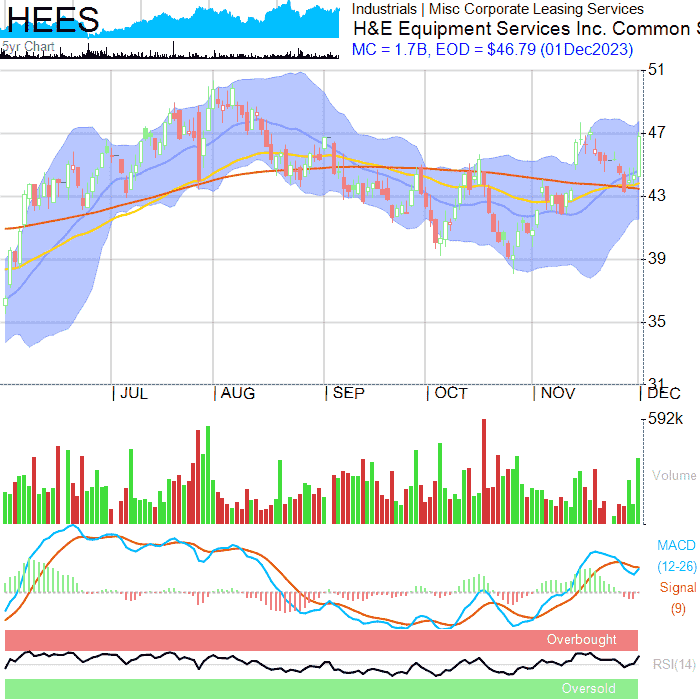 HEES
Industrials | Misc Corporate Leasing Services
H&E Equipment Services Inc. Common S
5yr Chart
MC = 1.7B, EOD = $46.79 (01Dec2023)
51
47
43
39
35
31
JUL AUG SEP OCT NOV DEC
592k
Volume
MACD
(12-26)
Signal
(9)
Overbought
RSI(14)
Oversold